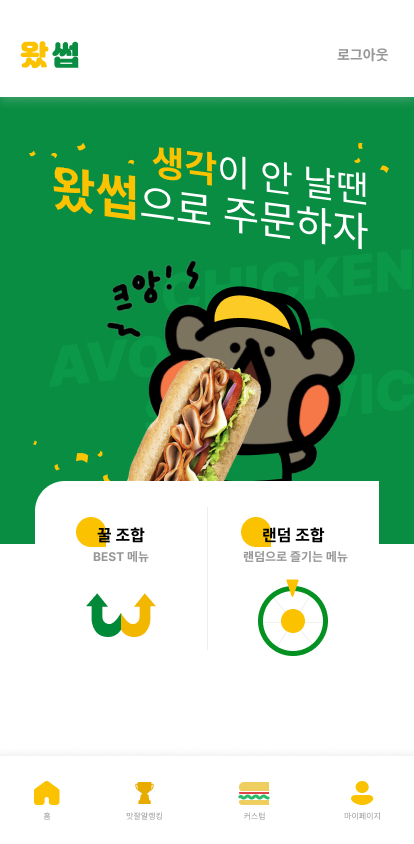 왔썹
로그아웃
생각이 안 날땐
왔썹으로 주문하자
크앙!
CHICKEN
AVO
VIC
꿀 조합
BEST 메뉴
랜덤 조합
랜덤으로 즐기는 메뉴
홈
맛잘알랭킹
커스텀
마이페이지